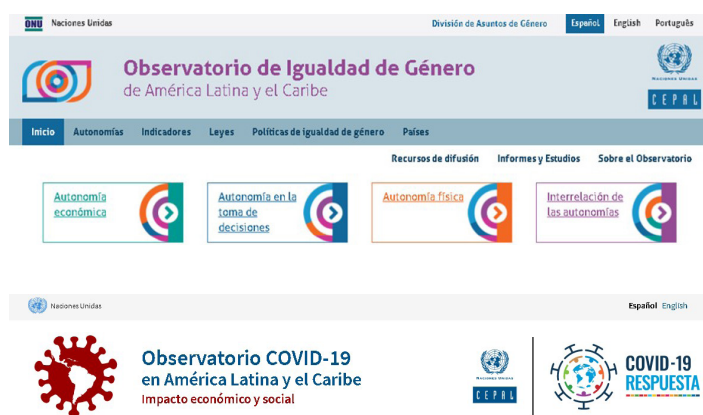 ONU Naciones Unidas División de Asuntos de Género Español English Português
Observatorio de Igualdad de Género
de América Latina y el Caribe
NACIONES UNIDAS
CEPAL
Inicio Autonomías Indicadores Leyes Políticas de igualdad de género Países
Recursos de difusión Informes y Estudios Sobre el Observatorio
Autonomía
económica
Autonomía en la
toma de
decisiones
Autonomía física
Interrelación de
las autonomías
Naciones Unidas Español English
Observatorio COVID-19
en América Latina y el Caribe
Impacto económico y social
NACIONES UNIDAS
CEPAL
COVID-19
RESPUESTA